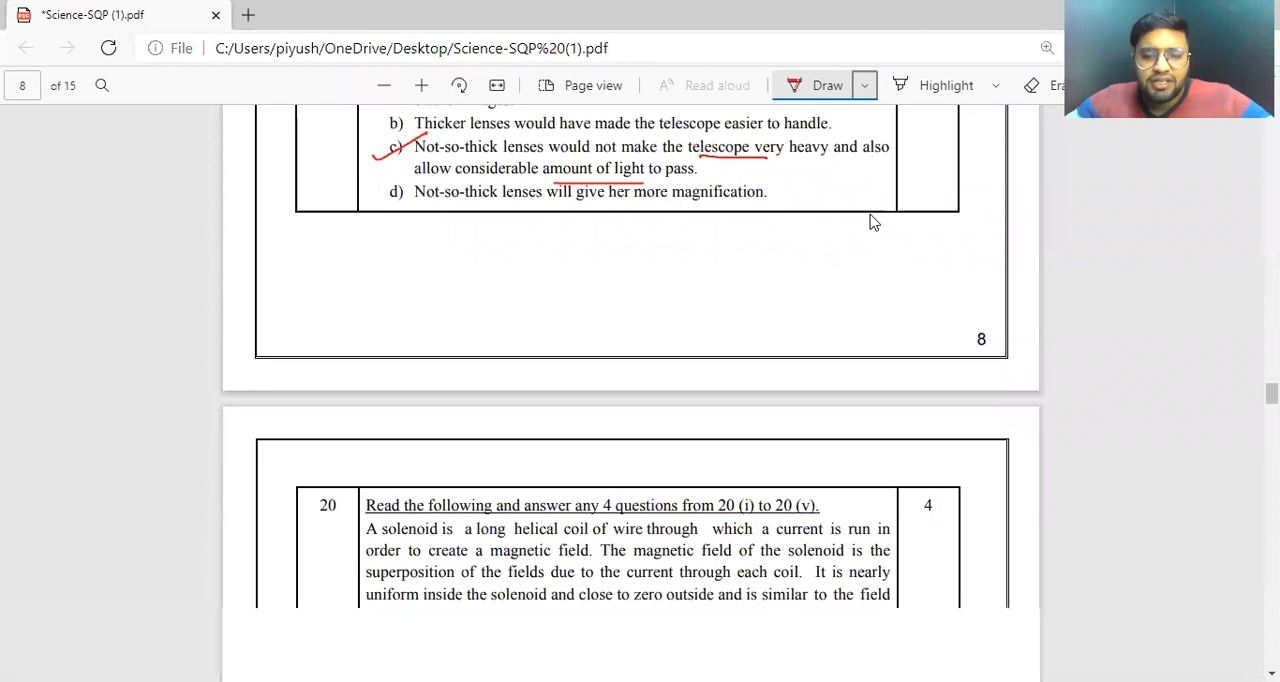 *Science-SQP (1).pdf
File C:/Users/piyush/OneDrive/Desktop/Science-SQP%20(1).pdf
8 of 15 Page view Read aloud Draw Highlight
b) Thicker lenses would have made the telescope easier to handle.
c) Not-so-thick lenses would not make the telescope very heavy and also
allow considerable amount of light to pass.
d) Not-so-thick lenses will give her more magnification.
8
20 Read the following and answer any 4 questions from 20 (i) to 20 (v). 4
A solenoid is a long helical coil of wire through which a current is run in
order to create a magnetic field. The magnetic field of the solenoid is the
superposition of the fields due to the current through each coil. It is nearly
uniform inside the solenoid and close to zero outside and is similar to the field